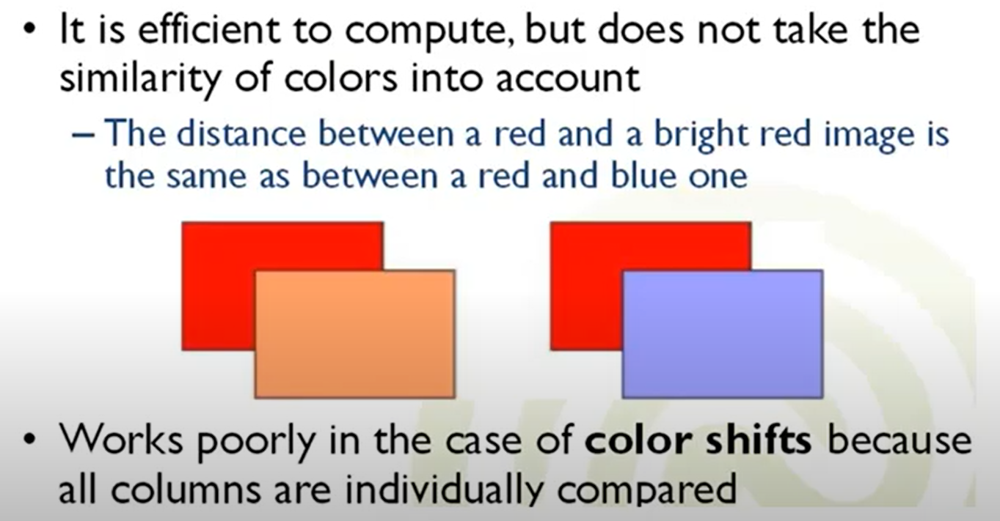 • It is efficient to compute, but does not take the
similarity of colors into account
– The distance between a red and a bright red image is
the same as between a red and blue one
• Works poorly in the case of color shifts because
all columns are individually compared